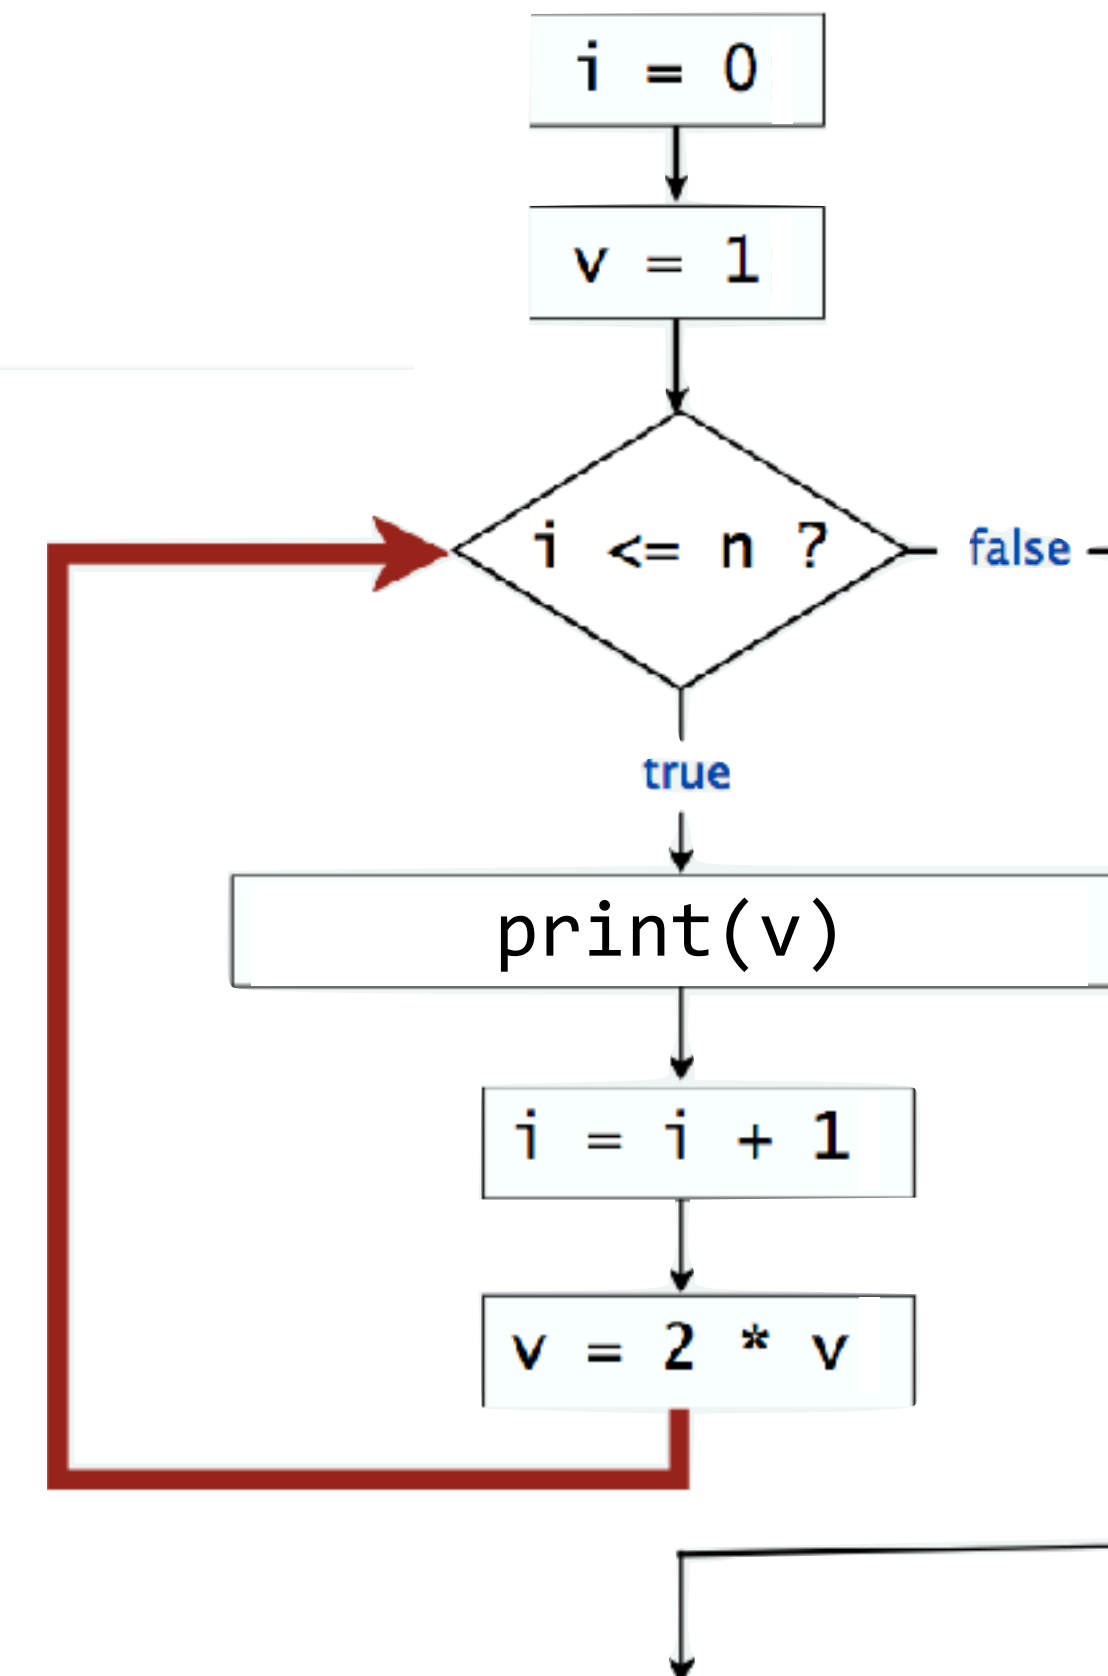 i = 0
v = 1
i <= n ?
false
true
print(v)
i = i + 1
v = 2 * v